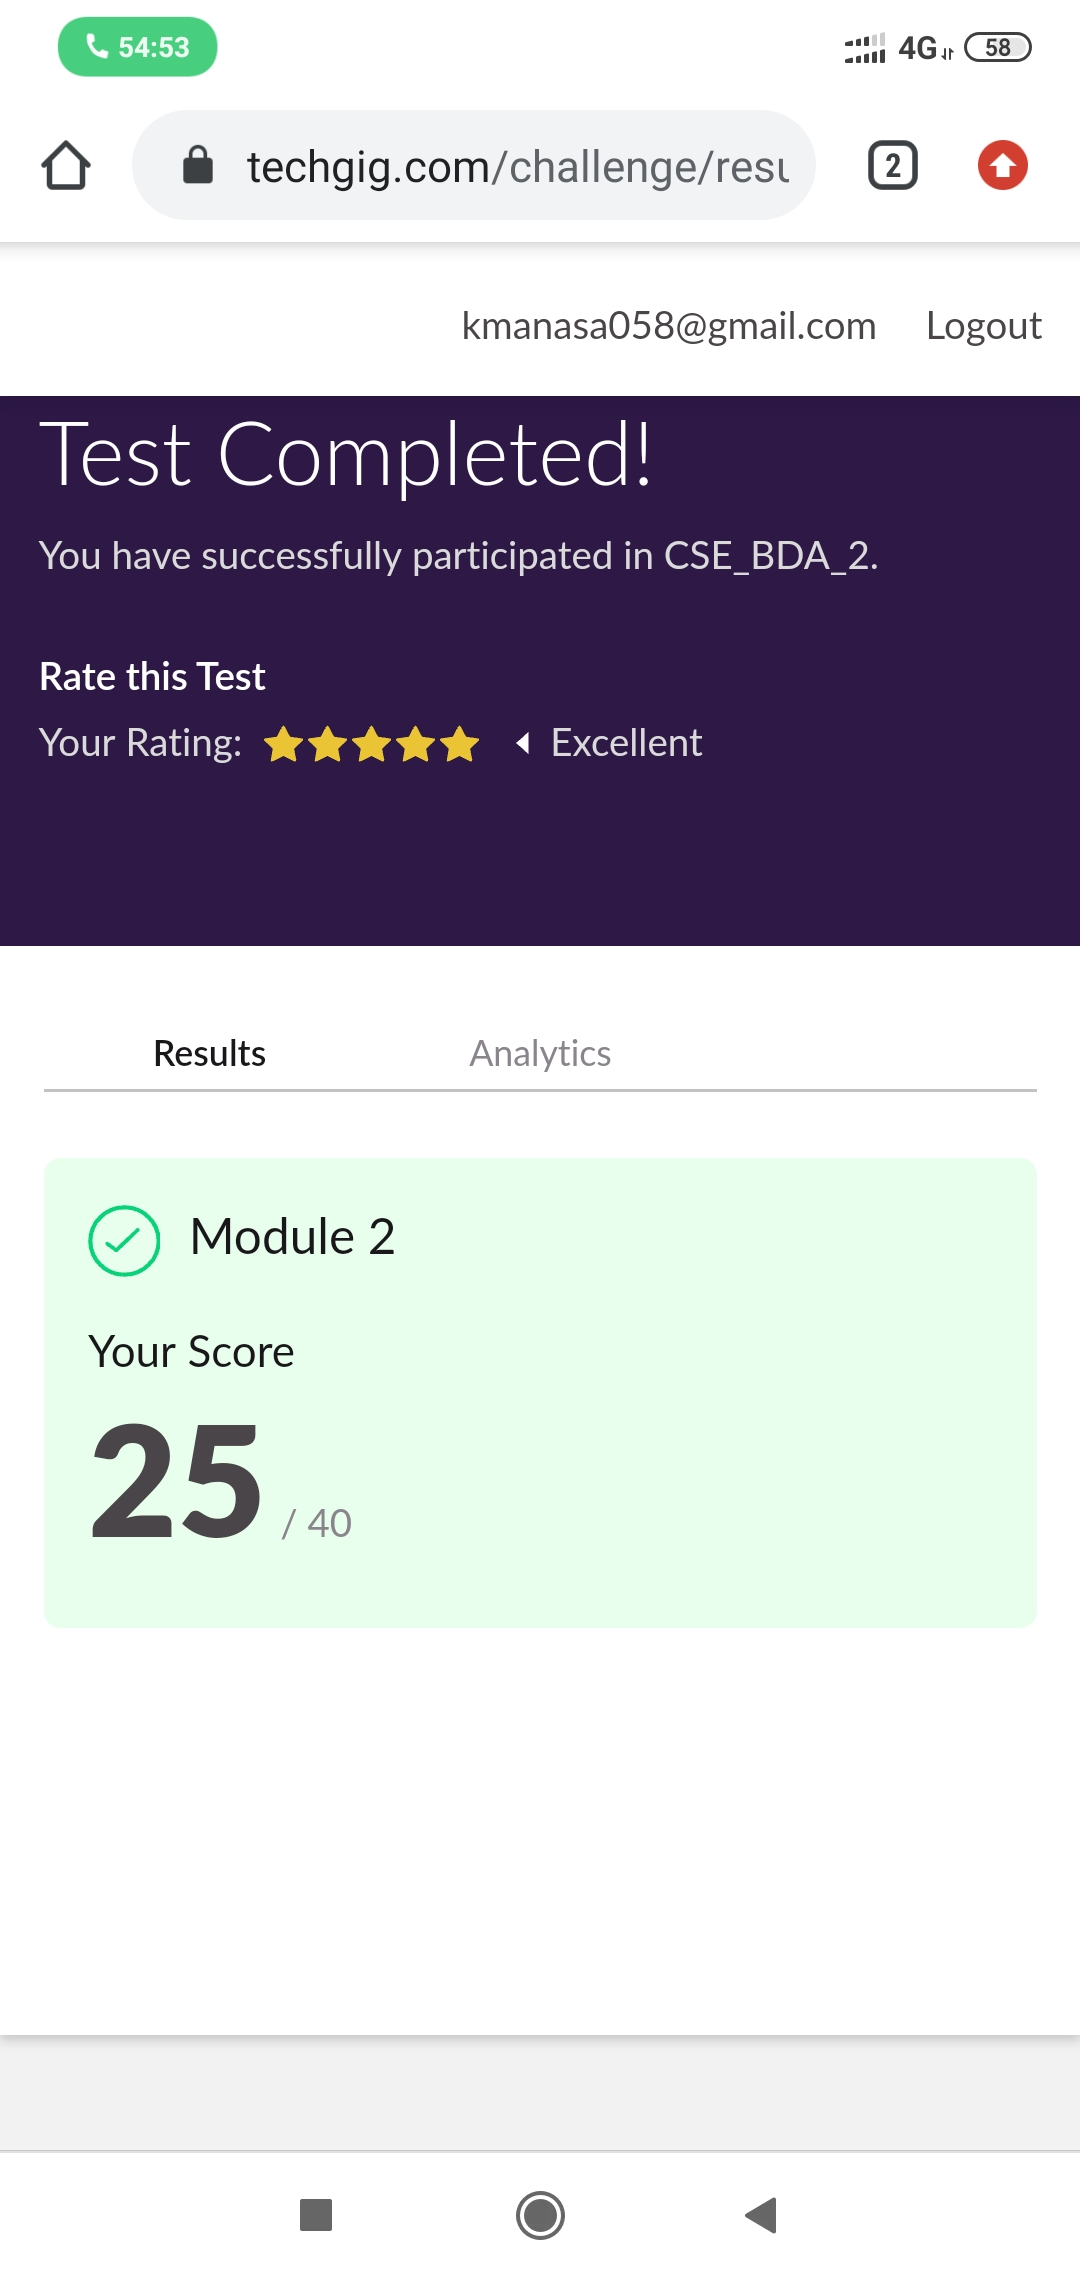 54:53 4G 58
techgig.com/challenge/resu
2
kmanasa058@gmail.com Logout
Test Completed!
You have successfully participated in CSE_BDA_2.
Rate this Test
Your Rating: Excellent
Results Analytics
Module 2
Your Score
25 / 40